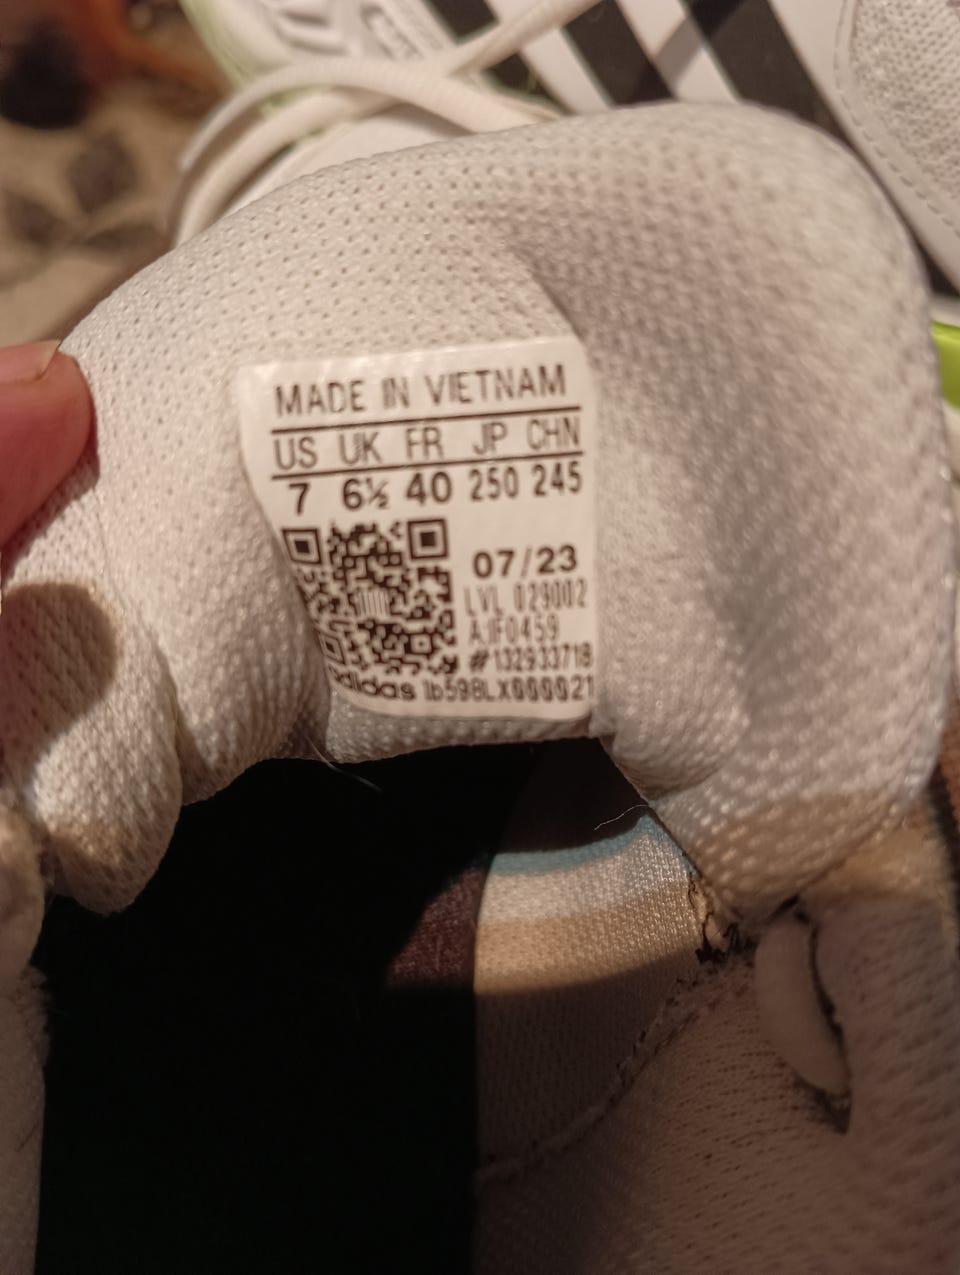 MADE IN VIETNAM
US UK FR JP CHN
7 6½ 40 250 245
07/23
LVL 029002
AJF0459
#132933718
adidas